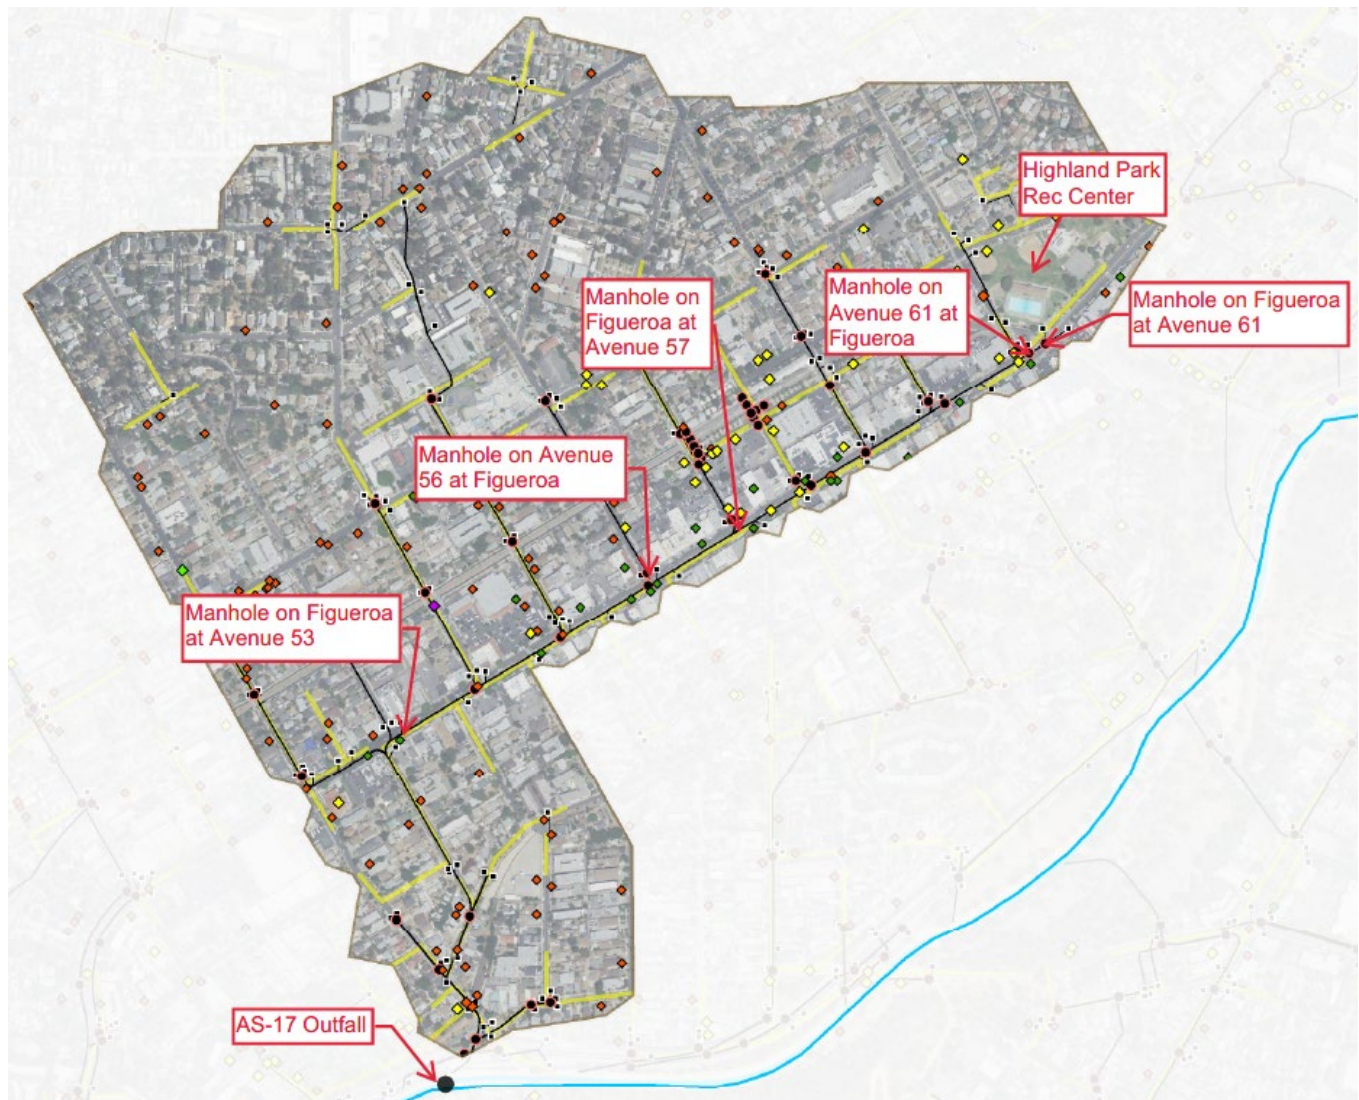 Highland Park
Rec Center
Manhole on
Figueroa at
Avenue 57
Manhole on
Avenue 61 at
Figueroa
Manhole on Figueroa
at Avenue 61
Manhole on Avenue
56 at Figueroa
Manhole on Figueroa
at Avenue 53
AS-17 Outfall